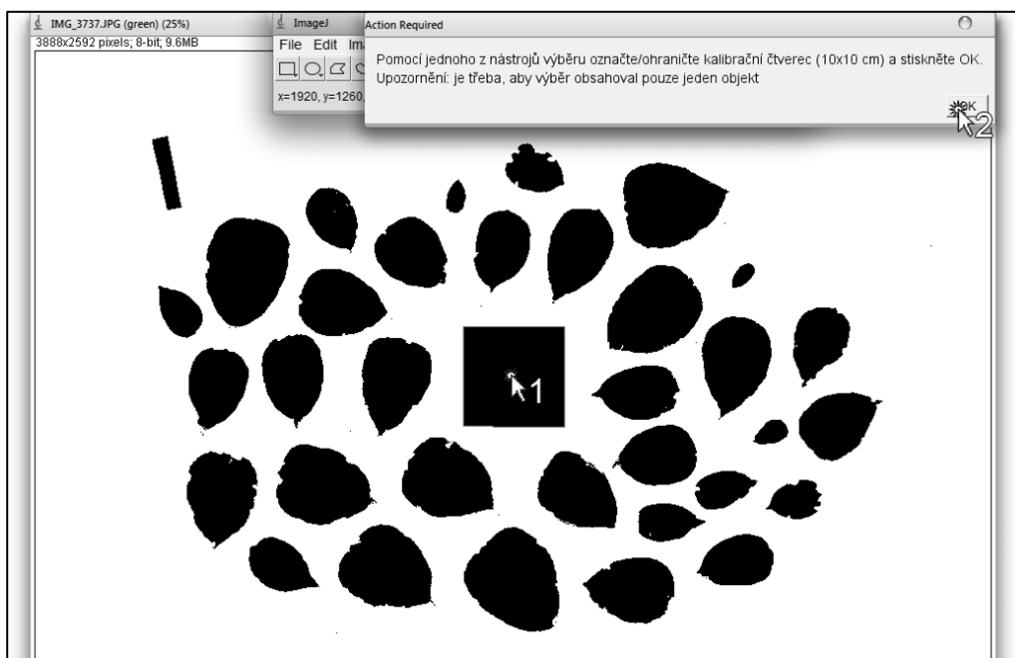 IMG_3737.JPG (green) (25%)
3888x2592 pixels; 8-bit; 9.6MB
ImageJ
File Edit
x=1920, y=1260,
Action Required
Pomocí jednoho z nástrojů výběru označte/ohraničte kalibrační čtverec (10x10 cm) a stiskněte OK.
Upozornění: je třeba, aby výběr obsahoval pouze jeden objekt
OK
2
1